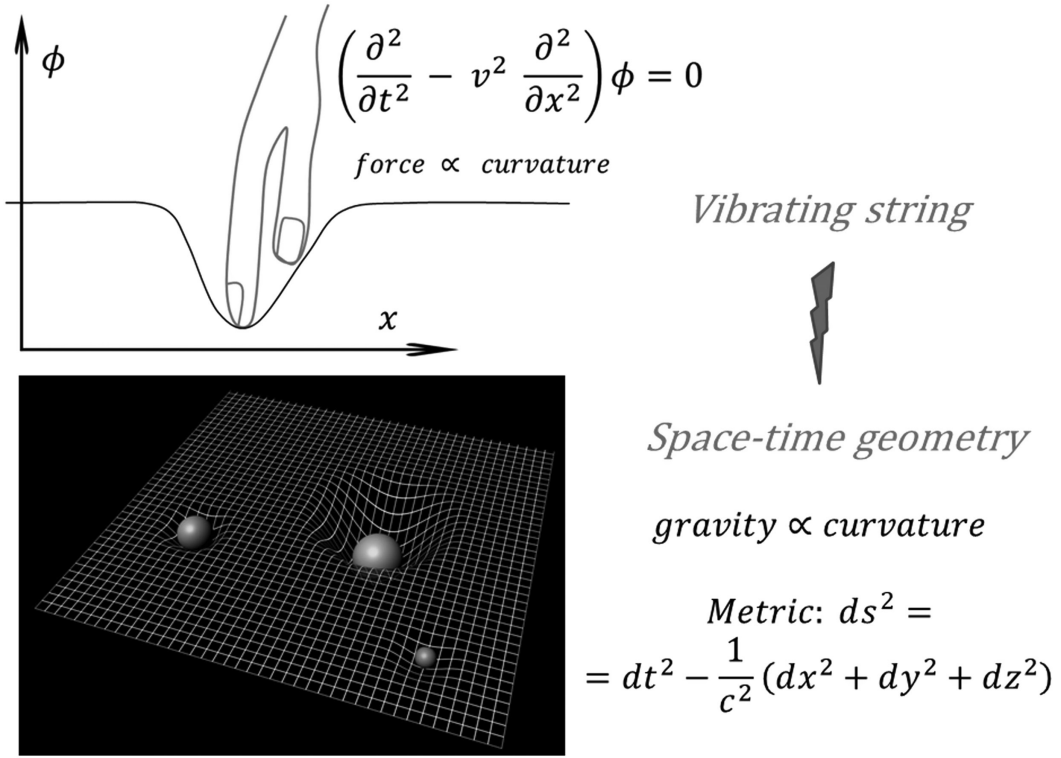 ϕ
(∂²/∂t² − v² ∂²/∂x²)ϕ = 0
force ∝ curvature
Vibrating string
x
Space-time geometry
gravity ∝ curvature
Metric: ds² =
= dt² − 1/c² (dx² + dy² + dz²)